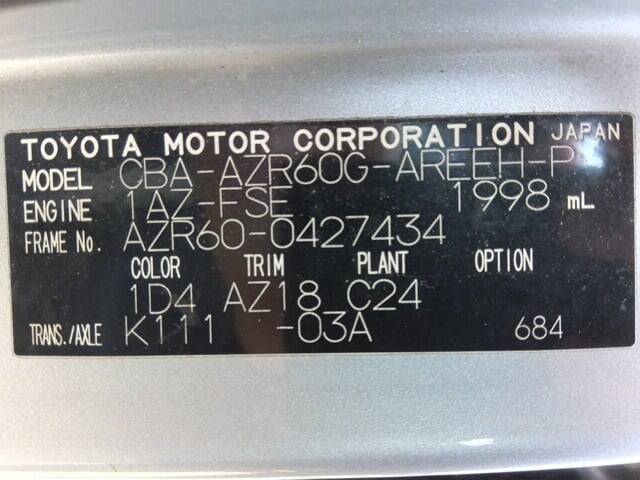 TOYOTA MOTOR CORPORATION JAPAN
MODEL CBA-AZR60G-AREEH-P
ENGINE 1AZ-FSE 1998 mL
FRAME No. AZR60-0427434
COLOR TRIM PLANT OPTION
1D4 AZ18 C24
TRANS./AXLE K111 -03A 684